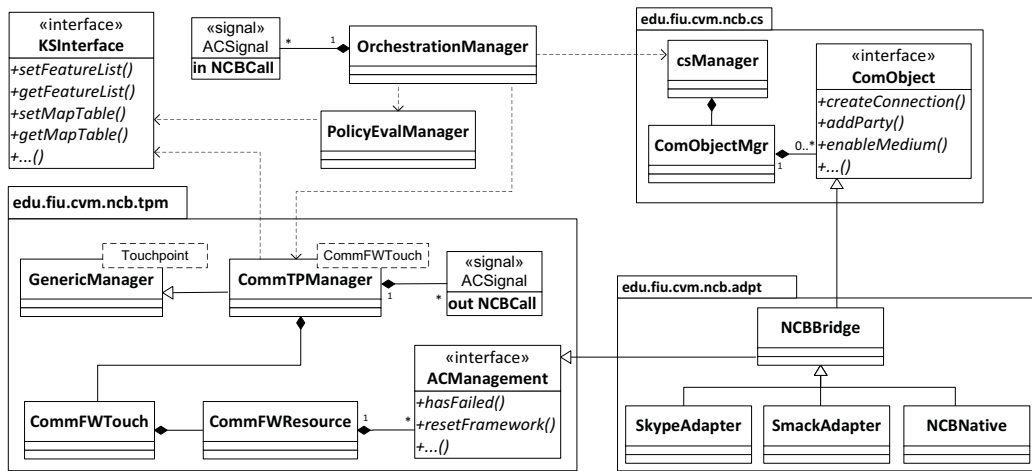 «interface»
KSInterface
+setFeatureList()
+getFeatureList()
+setMapTable()
+getMapTable()
+...()
«signal»
ACSignal
in NCBCall
*
1
OrchestrationManager
PolicyEvalManager
edu.fiu.cvm.ncb.cs
csManager
ComObjectMgr
1
0..*
«interface»
ComObject
+createConnection()
+addParty()
+enableMedium()
+...()
edu.fiu.cvm.ncb.tpm
Touchpoint
GenericManager
CommFWTouch
CommTPManager
1
*
«signal»
ACSignal
out NCBCall
CommFWTouch
CommFWResource
1
*
«interface»
ACManagement
+hasFailed()
+resetFramework()
+...()
edu.fiu.cvm.ncb.adpt
NCBBridge
SkypeAdapter
SmackAdapter
NCBNative